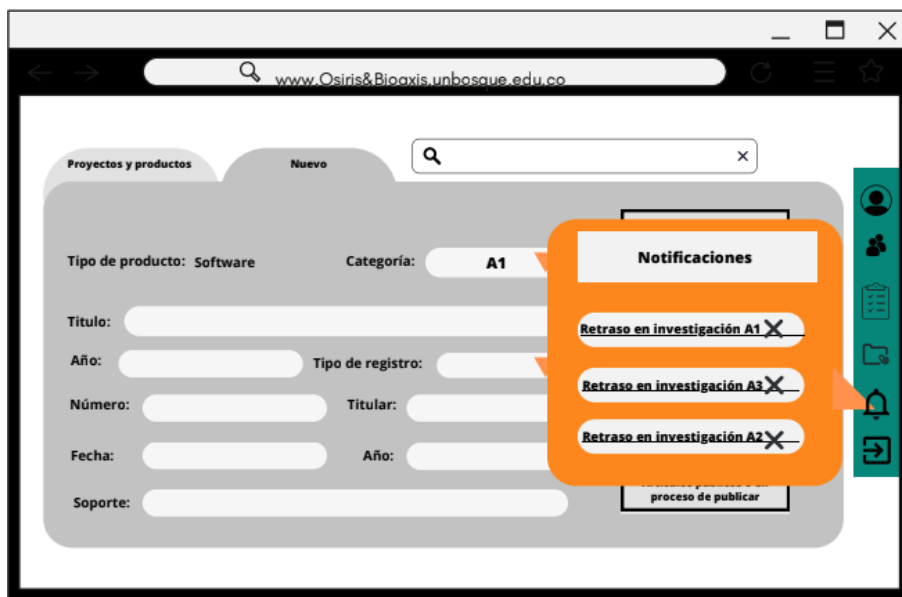 www.Osiris&Bioaxis.unbosque.edu.co
Proyectos y productos
Nuevo
Tipo de producto: Software
Categoría: A1
Titulo:
Año:
Tipo de registro:
Número:
Titular:
Fecha:
Año:
Soporte:
Notificaciones
Retraso en investigación A1
Retraso en investigación A3
Retraso en investigación A2
proceso de publicar